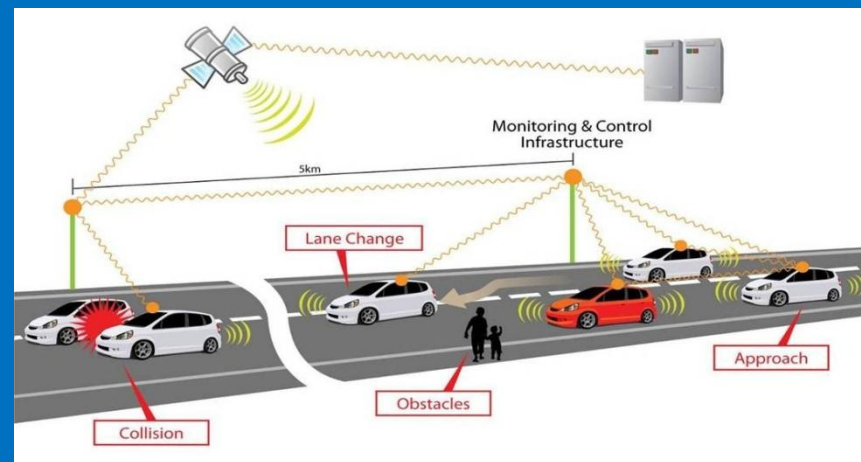 Monitoring & Control
Infrastructure
5km
Lane Change
Approach
Obstacles
Collision